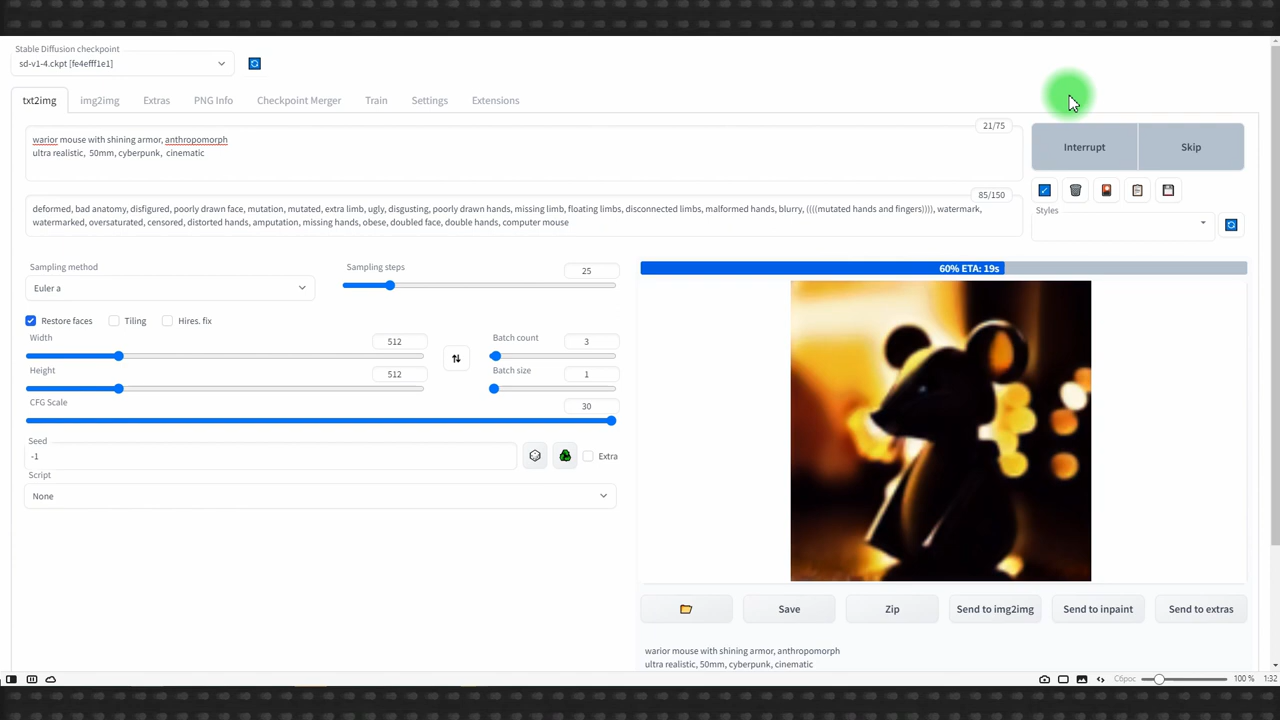 Stable Diffusion checkpoint
sd-v1-4.ckpt [fe4efff1e1]
txt2img img2img Extras PNG Info Checkpoint Merger Train Settings Extensions
21/75
warior mouse with shining armor, anthropomorph
ultra realistic, 50mm, cyberpunk, cinematic
Interrupt Skip
85/150
deformed, bad anatomy, disfigured, poorly drawn face, mutation, mutated, extra limb, ugly, disgusting, poorly drawn hands, missing limb, floating limbs, disconnected limbs, malformed hands, blurry, ((((mutated hands and fingers)))), watermark,
watermarked, oversaturated, censored, distorted hands, amputation, missing hands, obese, doubled face, double hands, computer mouse
Styles
Sampling method
Euler a
Sampling steps
25
Restore faces Tiling Hires. fix
Width
512
Height
512
Batch count
3
Batch size
1
CFG Scale
30
Seed
-1
Extra
Script
None
60% ETA: 19s
Save Zip Send to img2img Send to inpaint Send to extras
warior mouse with shining armor, anthropomorph
ultra realistic, 50mm, cyberpunk, cinematic
Сброс 100 % 1:32